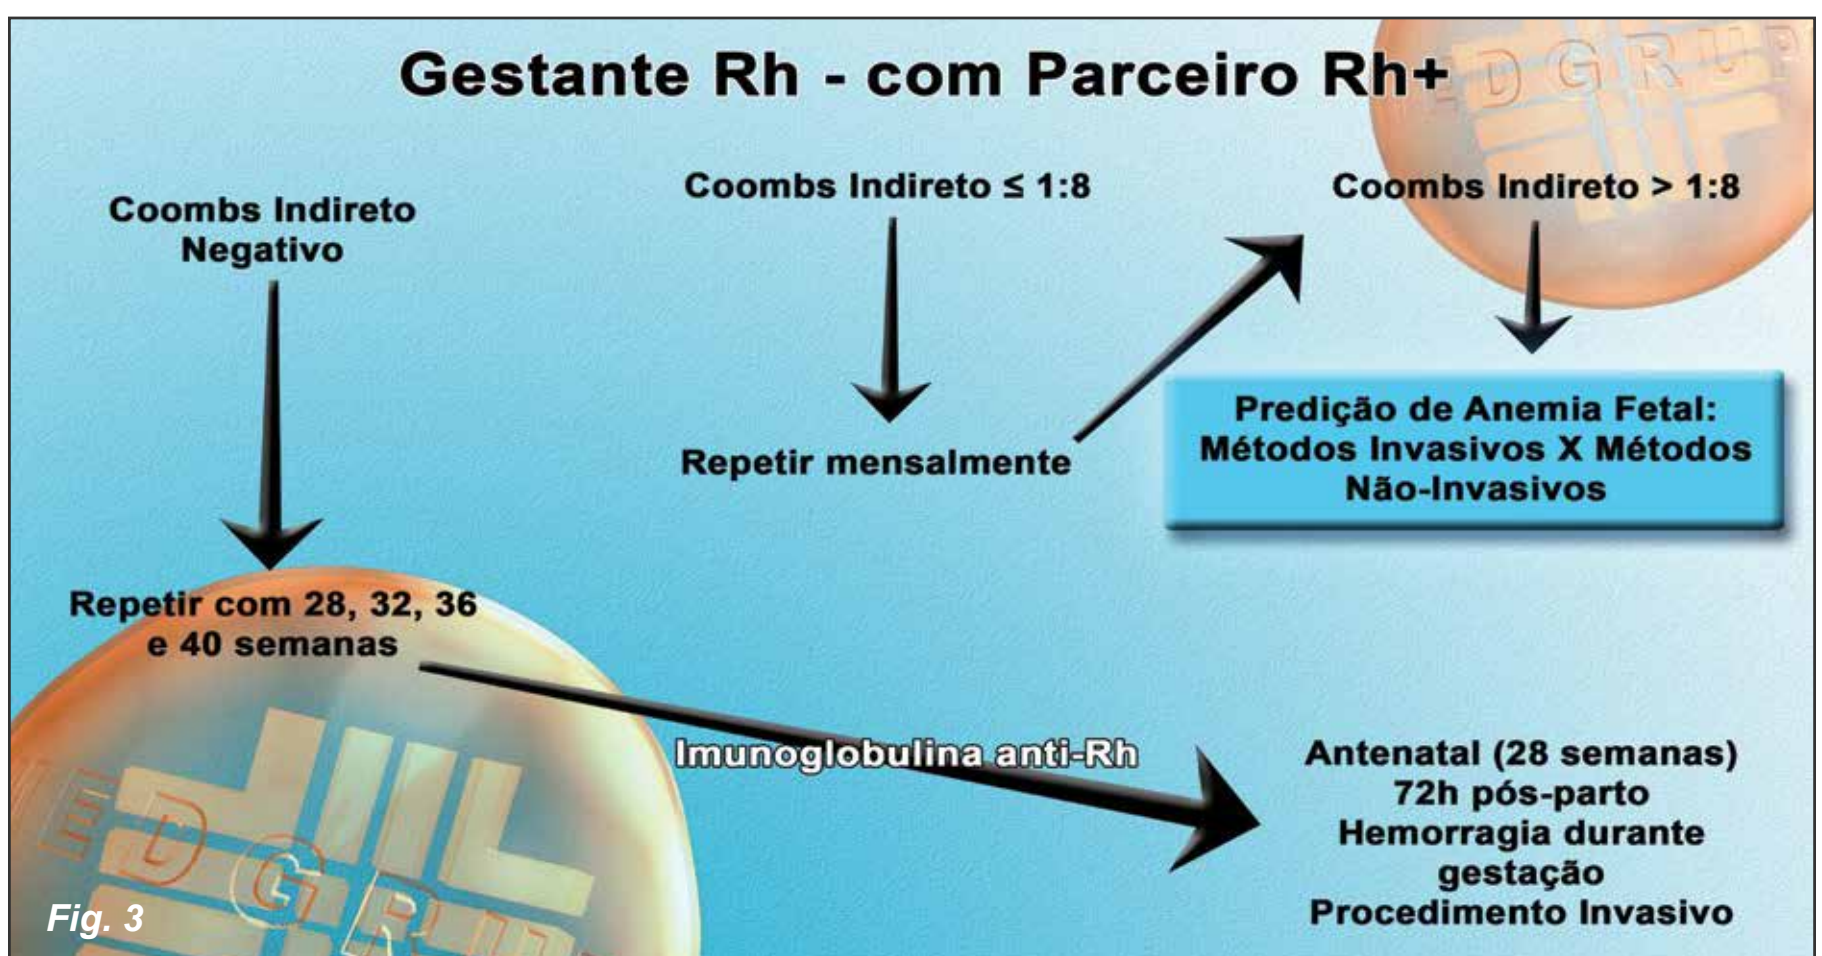 Gestante Rh - com Parceiro Rh+
Coombs Indireto
Negativo
Repetir com 28, 32, 36
e 40 semanas
Coombs Indireto ≤ 1:8
Repetir mensalmente
Coombs Indireto > 1:8
Predição de Anemia Fetal:
Métodos Invasivos X Métodos
Não-Invasivos
Imunoglobulina anti-Rh
Antenatal (28 semanas)
72h pós-parto
Hemorragia durante
gestação
Procedimento Invasivo
Fig. 3
EDGRUP
EDGRU